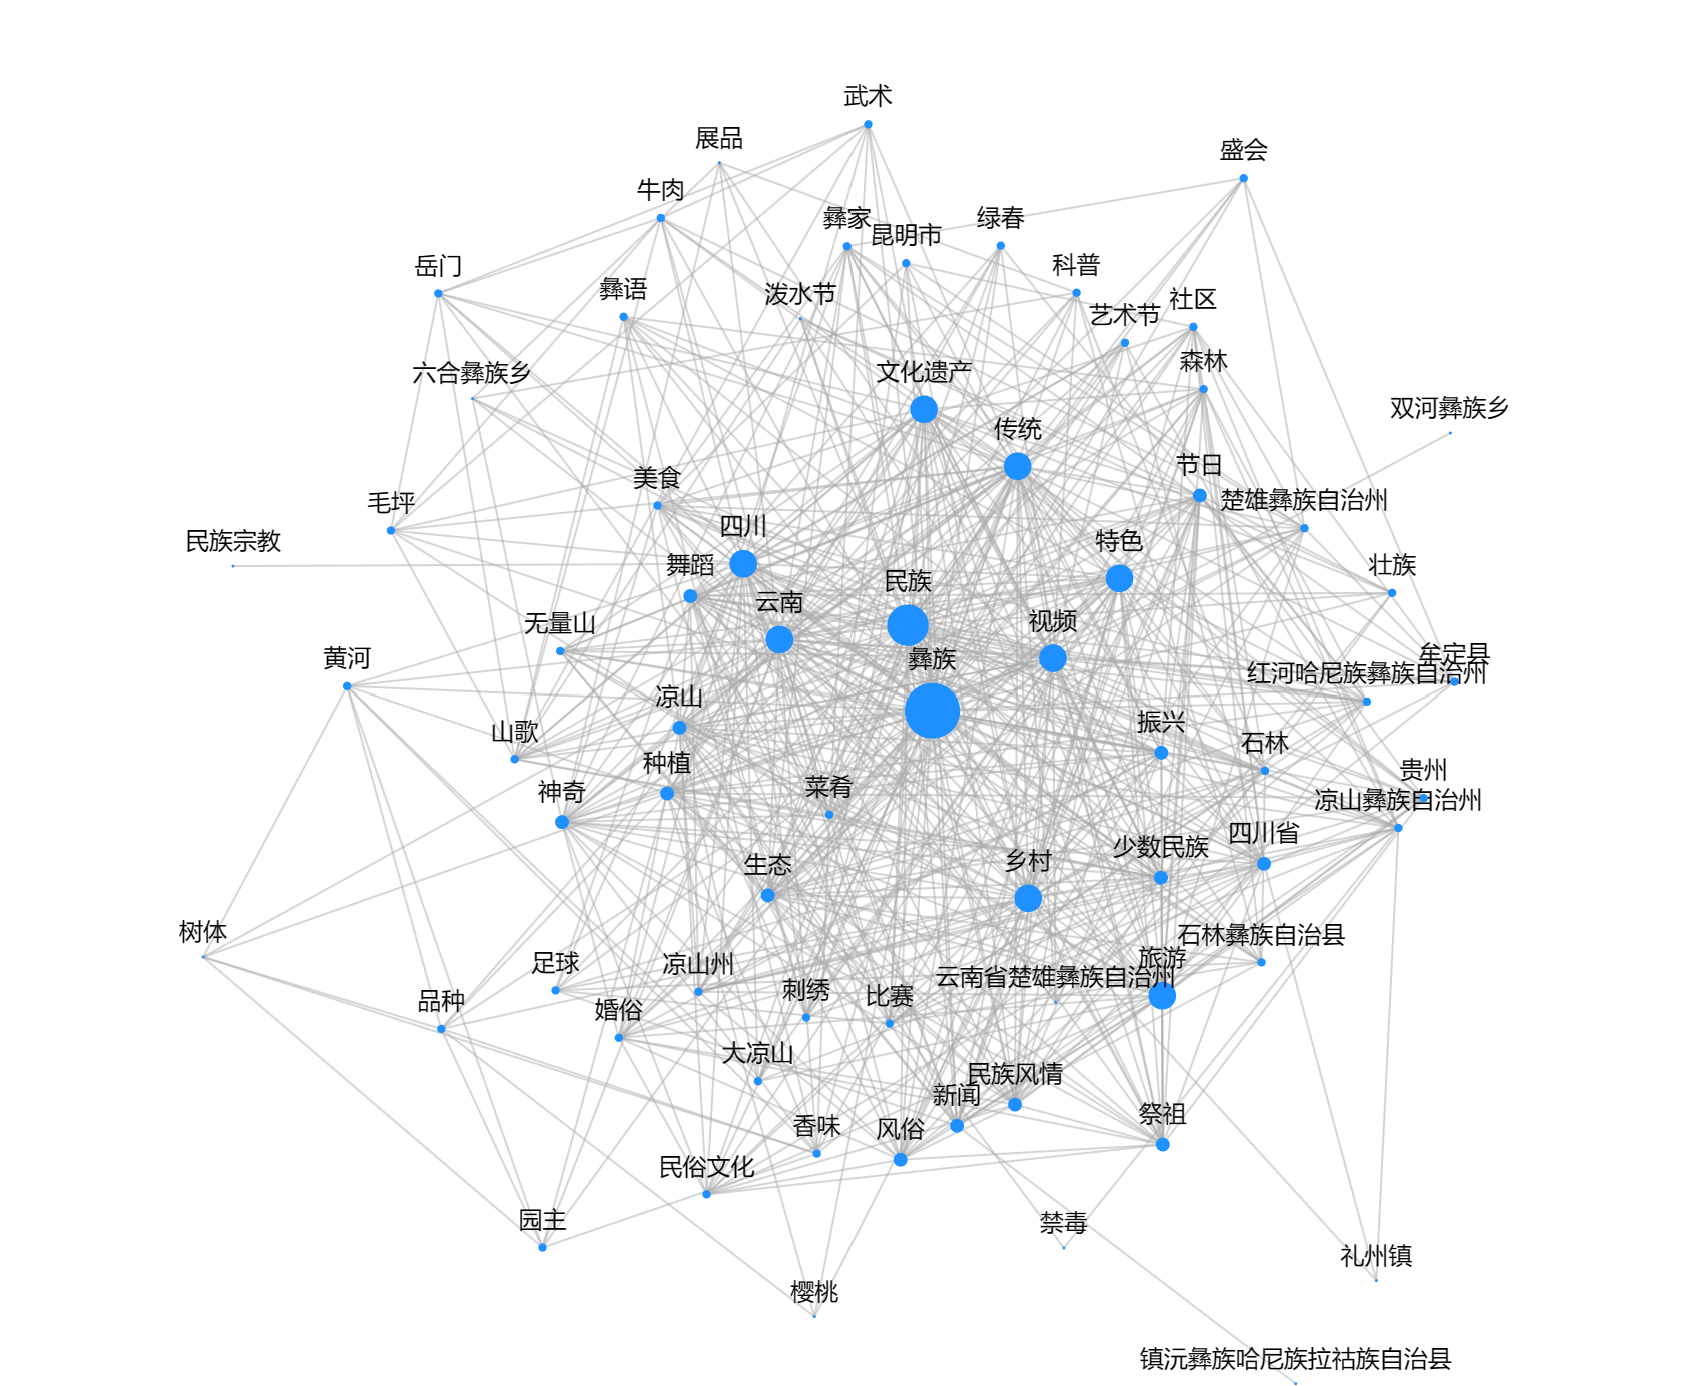 武术
展品
盛会
牛肉
彝家
绿春
昆明市
岳门
科普
彝语
泼水节
社区
艺术节
森林
文化遗产
六合彝族乡
双河彝族乡
传统
节日
美食
楚雄彝族自治州
毛坪
四川
民族宗教
特色
舞蹈
壮族
民族
云南
视频
无量山
牟定县
黄河
彝族
红河哈尼族彝族自治州
凉山
振兴
山歌
石林
种植
贵州
菜肴
神奇
凉山彝族自治州
四川省
少数民族
乡村
生态
树体
石林彝族自治县
旅游
足球
凉山州
云南省楚雄彝族自治州
刺绣
比赛
品种
婚俗
大凉山
民族风情
新闻
祭祖
香味
风俗
民俗文化
园主
禁毒
礼州镇
樱桃
镇沅彝族哈尼族拉祜族自治县